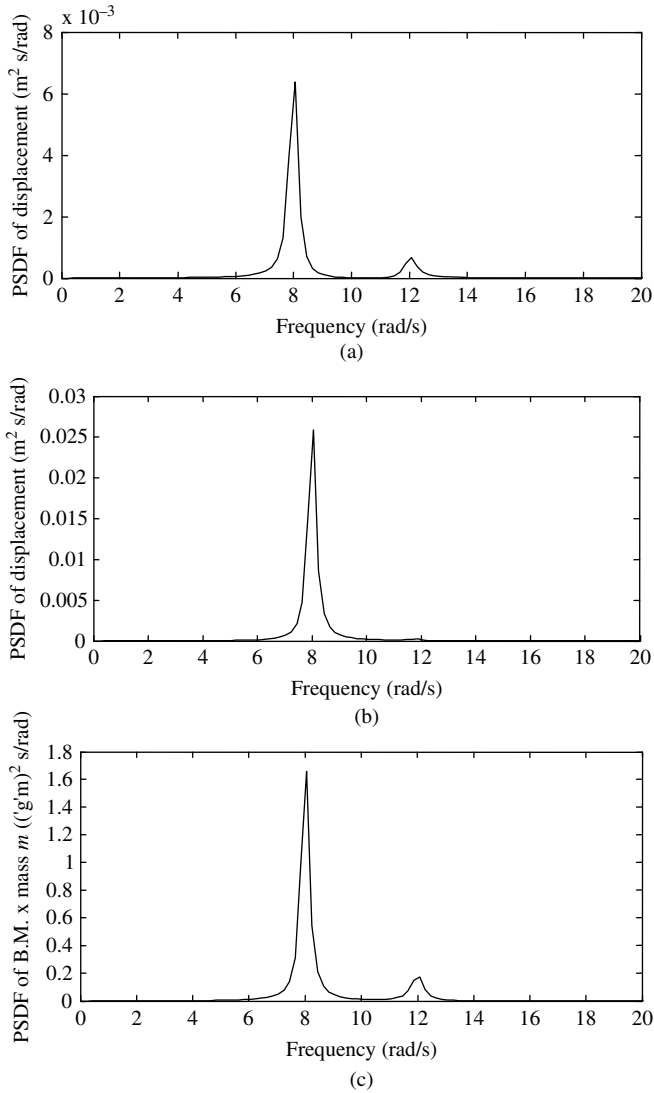 x 10⁻³
8
6
4
2
0
PSDF of displacement (m² s/rad)
0 2 4 6 8 10 12 14 16 18 20
Frequency (rad/s)
(a)
0.03
0.025
0.02
0.015
0.01
0.005
0
PSDF of displacement (m² s/rad)
0 2 4 6 8 10 12 14 16 18 20
Frequency (rad/s)
(b)
1.8
1.6
1.4
1.2
1
0.8
0.6
0.4
0.2
0
PSDF of B.M. x mass m (('g'm)² s/rad)
0 2 4 6 8 10 12 14 16 18 20
Frequency (rad/s)
(c)